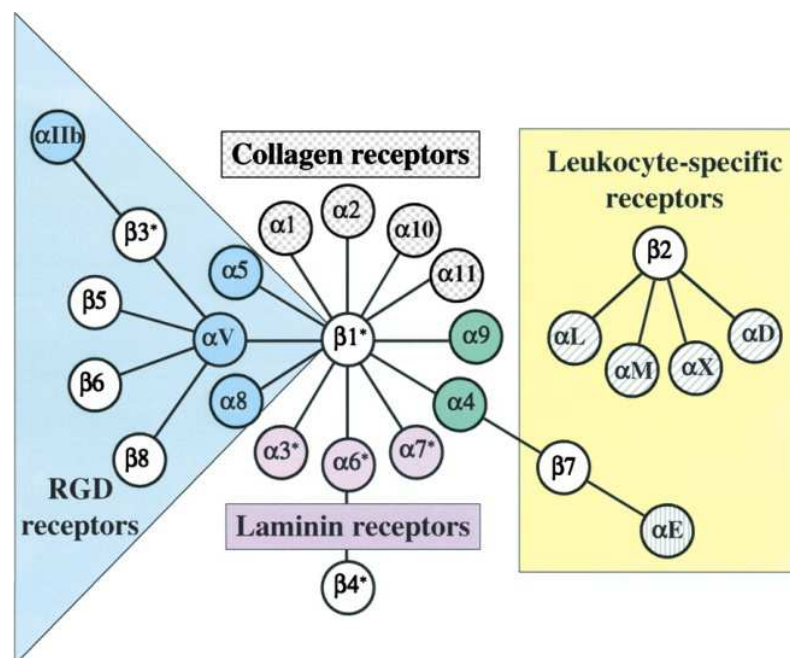 αIIb
Collagen receptors
Leukocyte-specific
receptors
β3*
α1
α2
α10
β2
α5
α11
β5
αV
β1*
α9
αL
αM
αX
αD
β6
α8
α4
β8
α3*
α6*
α7*
β7
RGD
receptors
Laminin receptors
αE
β4*